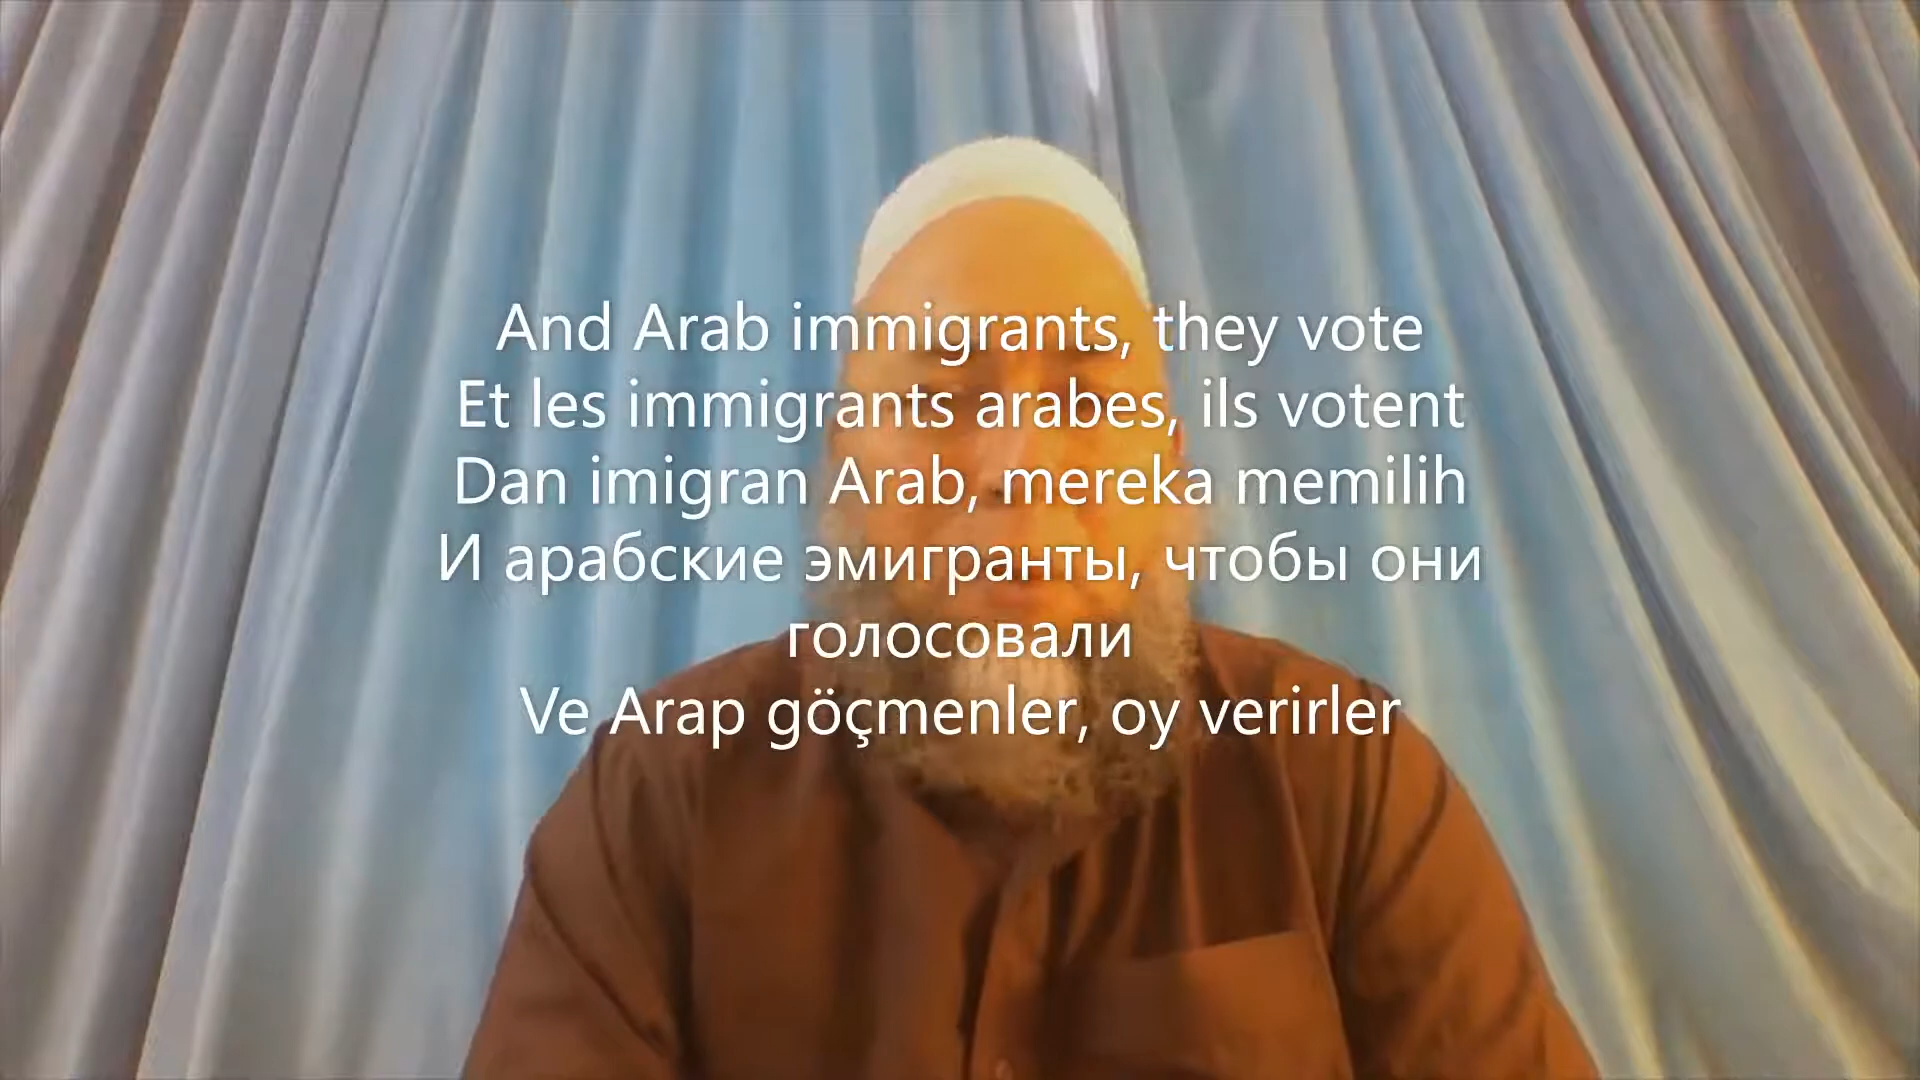 And Arab immigrants, they vote
Et les immigrants arabes, ils votent
Dan imigran Arab, mereka memilih
И арабские эмигранты, чтобы они
голосовали
Ve Arap göçmenler, oy verirler